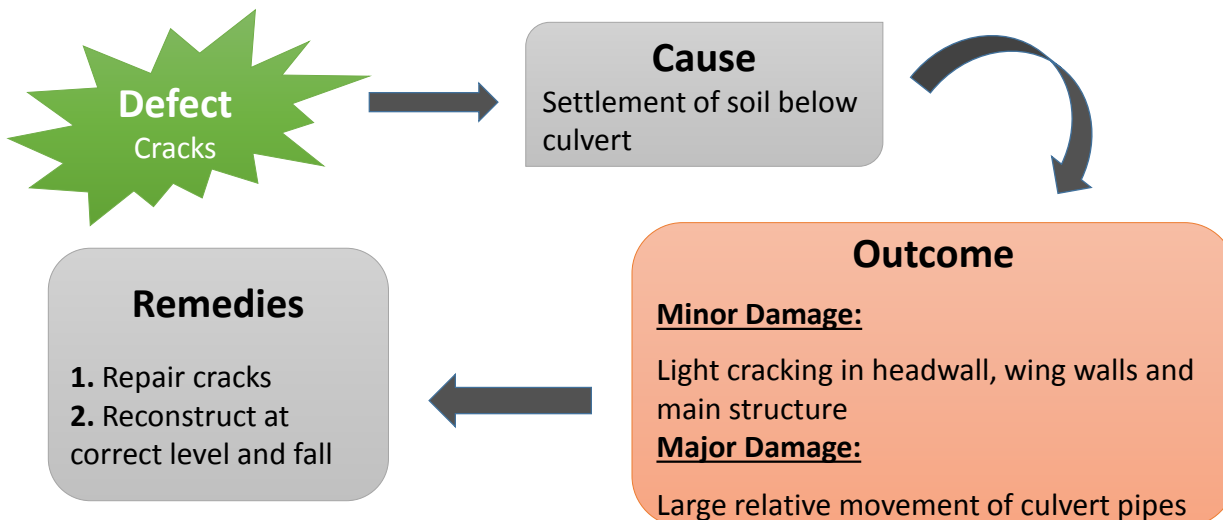 Defect
Cracks
Cause
Settlement of soil below
culvert
Outcome
Minor Damage:
Light cracking in headwall, wing walls and
main structure
Major Damage:
Large relative movement of culvert pipes
Remedies
1. Repair cracks
2. Reconstruct at
correct level and fall